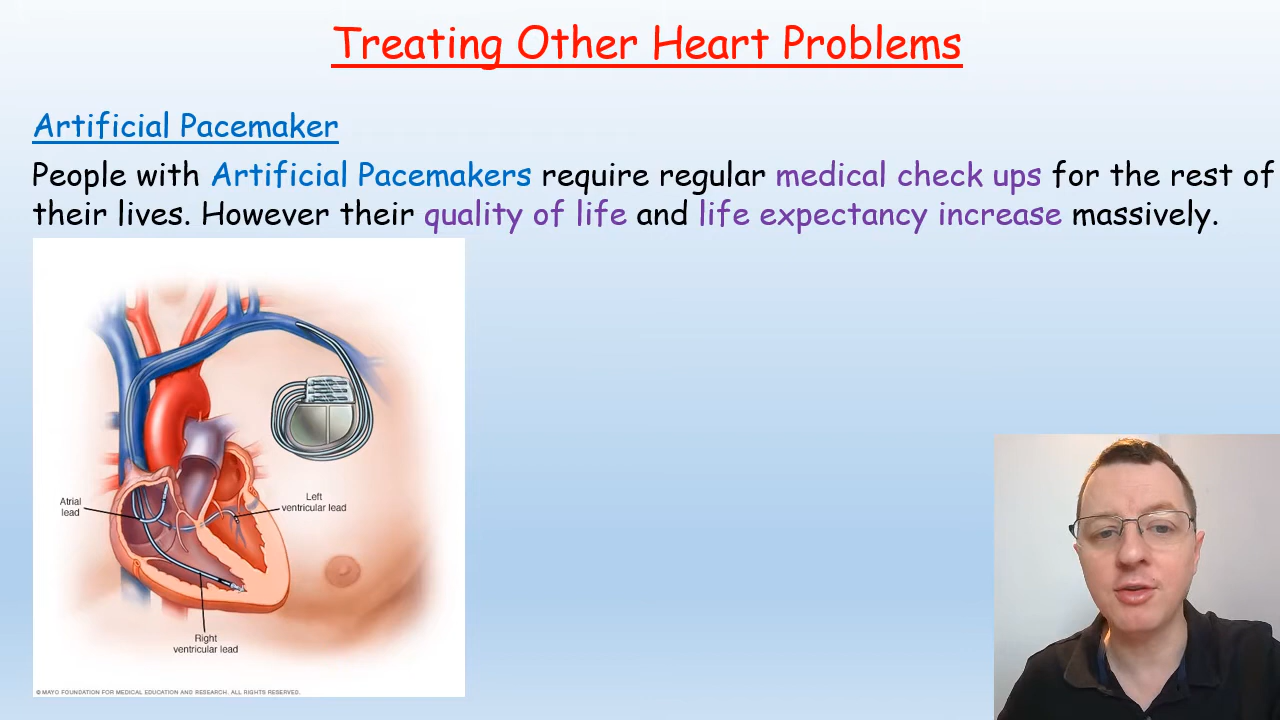 Treating Other Heart Problems
Artificial Pacemaker
People with Artificial Pacemakers require regular medical check ups for the rest of
their lives. However their quality of life and life expectancy increase massively.
Atrial
lead
Left
ventricular lead
Right
ventricular lead
© MAYO FOUNDATION FOR MEDICAL EDUCATION AND RESEARCH. ALL RIGHTS RESERVED.